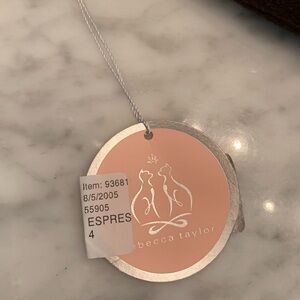 Item: 93681
8/5/2005
55905
ESPRES
4
becca taylor